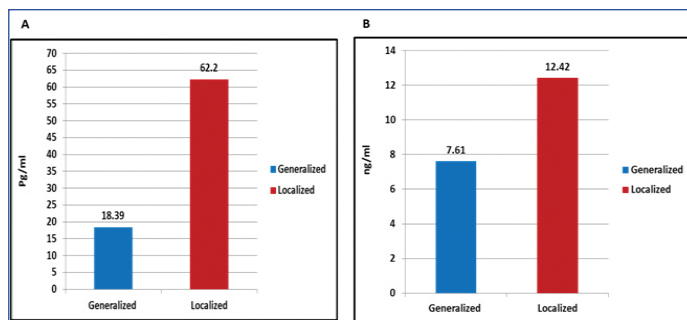 A
Pg/ml
70
65
60
55
50
45
40
35
30
25
20
15
10
5
0
18.39
62.2
Generalized
Localized
Generalized
Localized
B
ng/ml
14
12
10
8
6
4
2
0
7.61
12.42
Generalized
Localized
Generalized
Localized